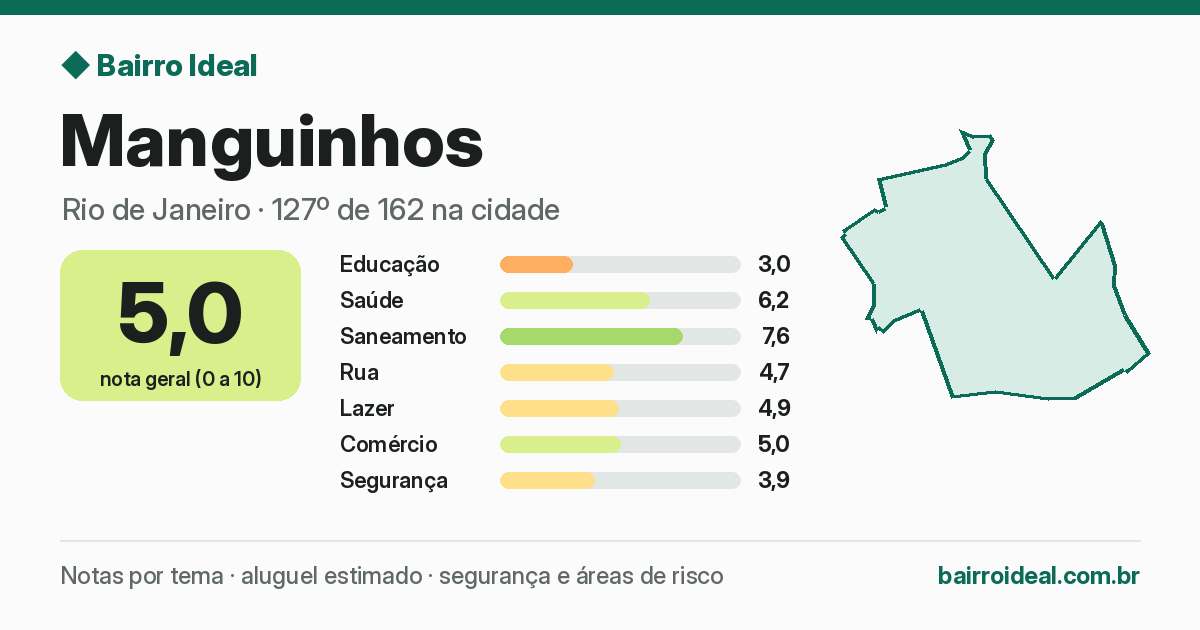 Bairro Ideal
Manguinhos
Rio de Janeiro · 127º de 162 na cidade
5,0
nota geral (0 a 10)
Educação 3,0
Saúde 6,2
Saneamento 7,6
Rua 4,7
Lazer 4,9
Comércio 5,0
Segurança 3,9
Notas por tema · aluguel estimado · segurança e áreas de risco
bairroideal.com.br